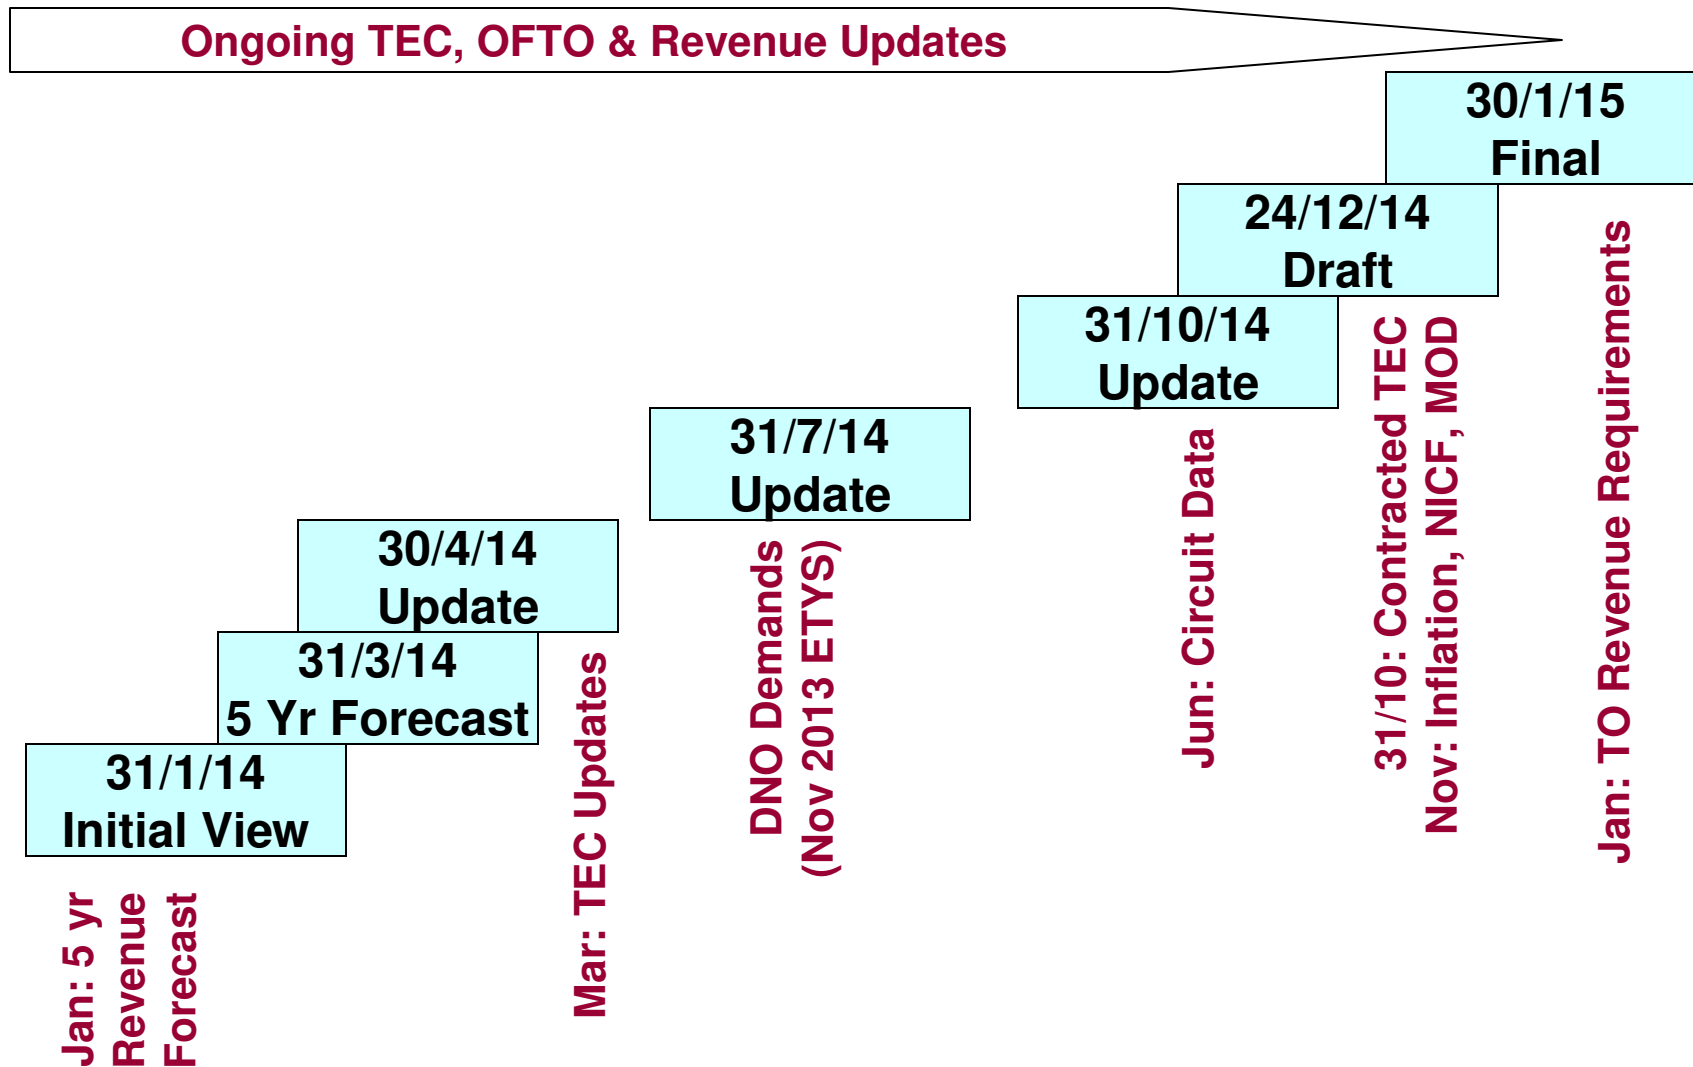 Ongoing TEC, OFTO & Revenue Updates
30/1/15
Final
24/12/14
Draft
31/10/14
Update
31/7/14
Update
30/4/14
Update
31/3/14
5 Yr Forecast
31/1/14
Initial View
Jan: 5 yr
Revenue
Forecast
Mar: TEC Updates
DNO Demands
(Nov 2013 ETYS)
Jun: Circuit Data
31/10: Contracted TEC
Nov: Inflation, NICF, MOD
Jan: TO Revenue Requirements